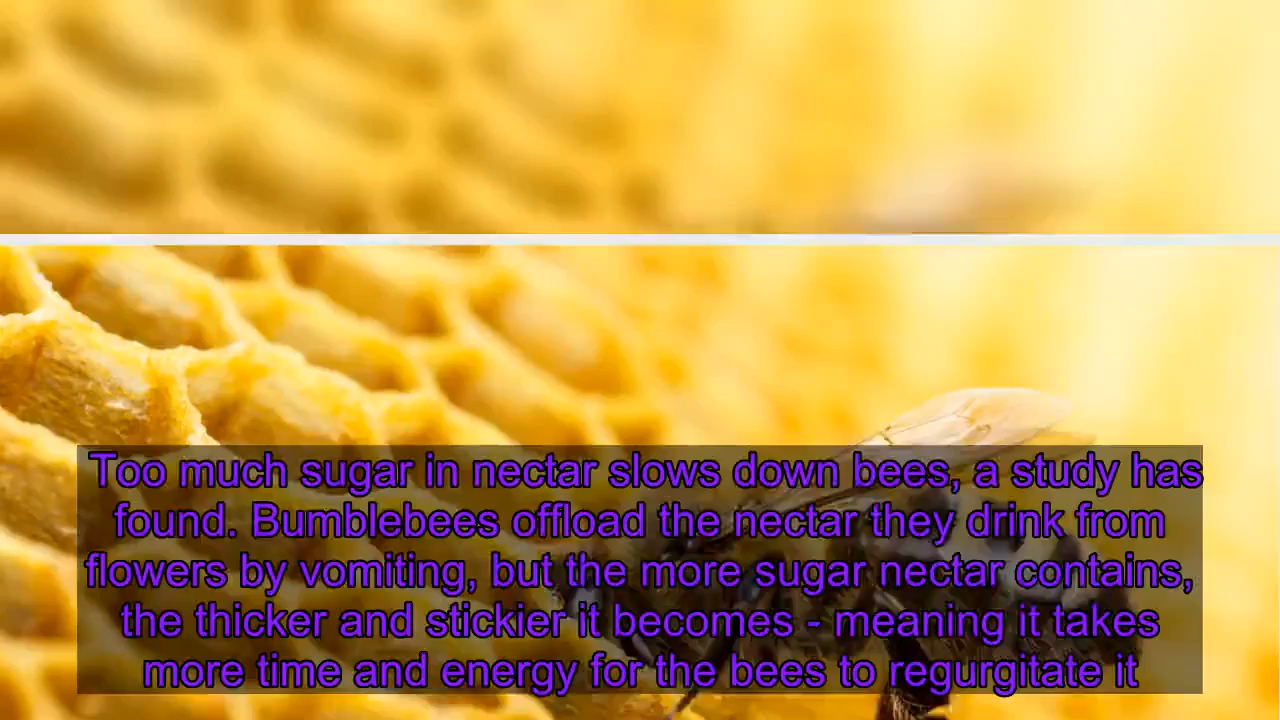 Too much sugar in nectar slows down bees, a study has
found. Bumblebees offload the nectar they drink from
flowers by vomiting, but the more sugar nectar contains,
the thicker and stickier it becomes - meaning it takes
more time and energy for the bees to regurgitate it